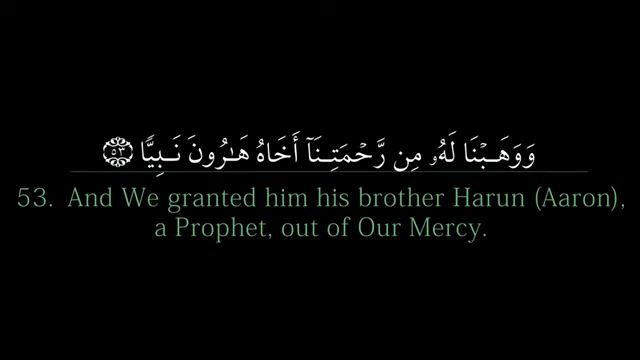 وَوَهَبْنَا لَهُۥ مِن رَّحْمَتِنَآ أَخَاهُ هَـٰرُونَ نَبِيًّا ﴿٥٣﴾
53. And We granted him his brother Harun (Aaron),
a Prophet, out of Our Mercy.